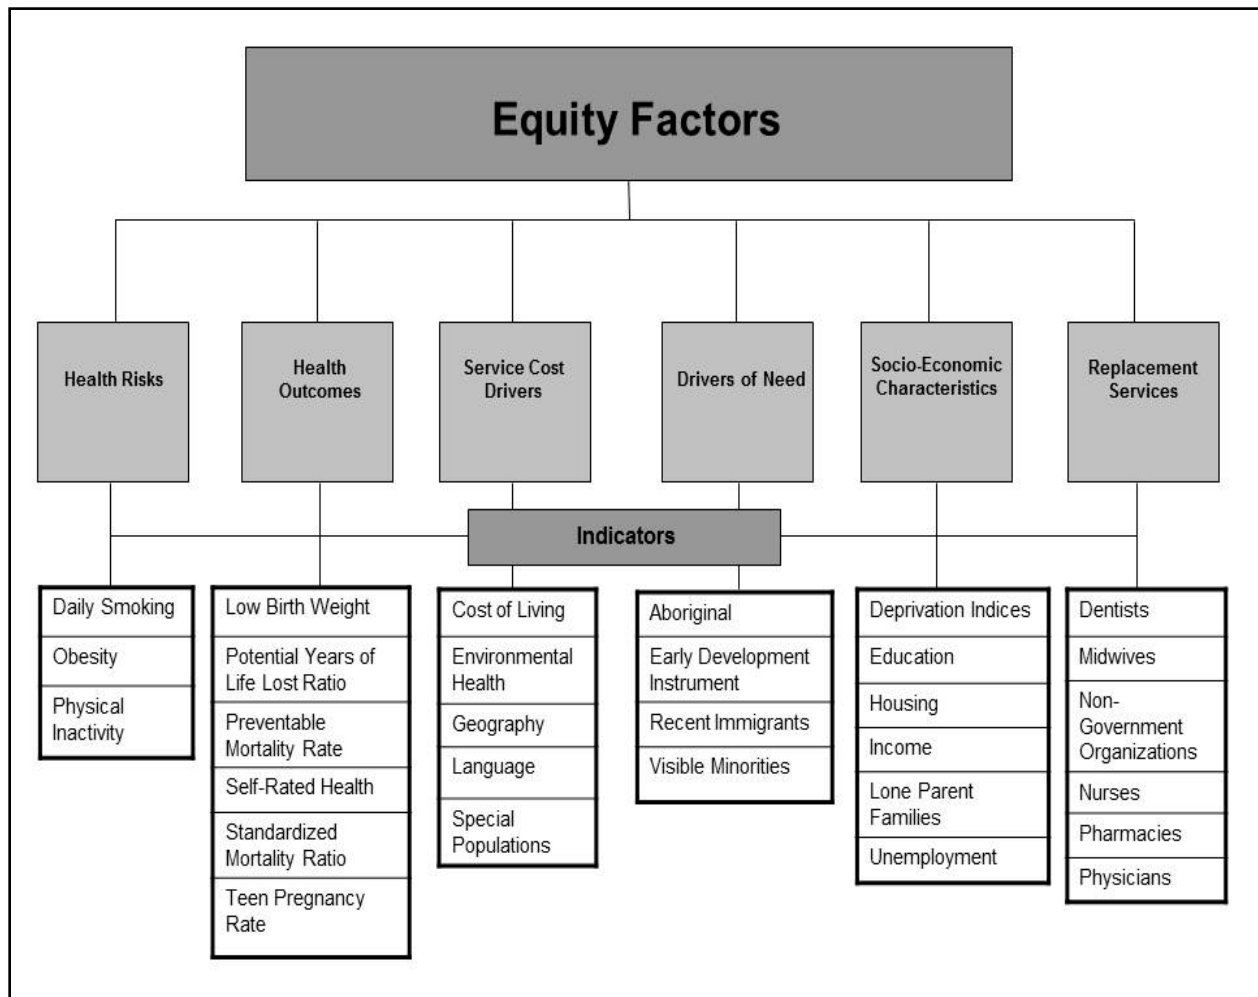 Equity Factors
Health Risks
Health
Outcomes
Service Cost
Drivers
Drivers of Need
Socio-Economic
Characteristics
Replacement
Services
Indicators
Daily Smoking
Obesity
Physical
Inactivity
Low Birth Weight
Potential Years of
Life Lost Ratio
Preventable
Mortality Rate
Self-Rated Health
Standardized
Mortality Ratio
Teen Pregnancy
Rate
Cost of Living
Environmental
Health
Geography
Language
Special
Populations
Aboriginal
Early Development
Instrument
Recent Immigrants
Visible Minorities
Deprivation Indices
Education
Housing
Income
Lone Parent
Families
Unemployment
Dentists
Midwives
Non-
Government
Organizations
Nurses
Pharmacies
Physicians